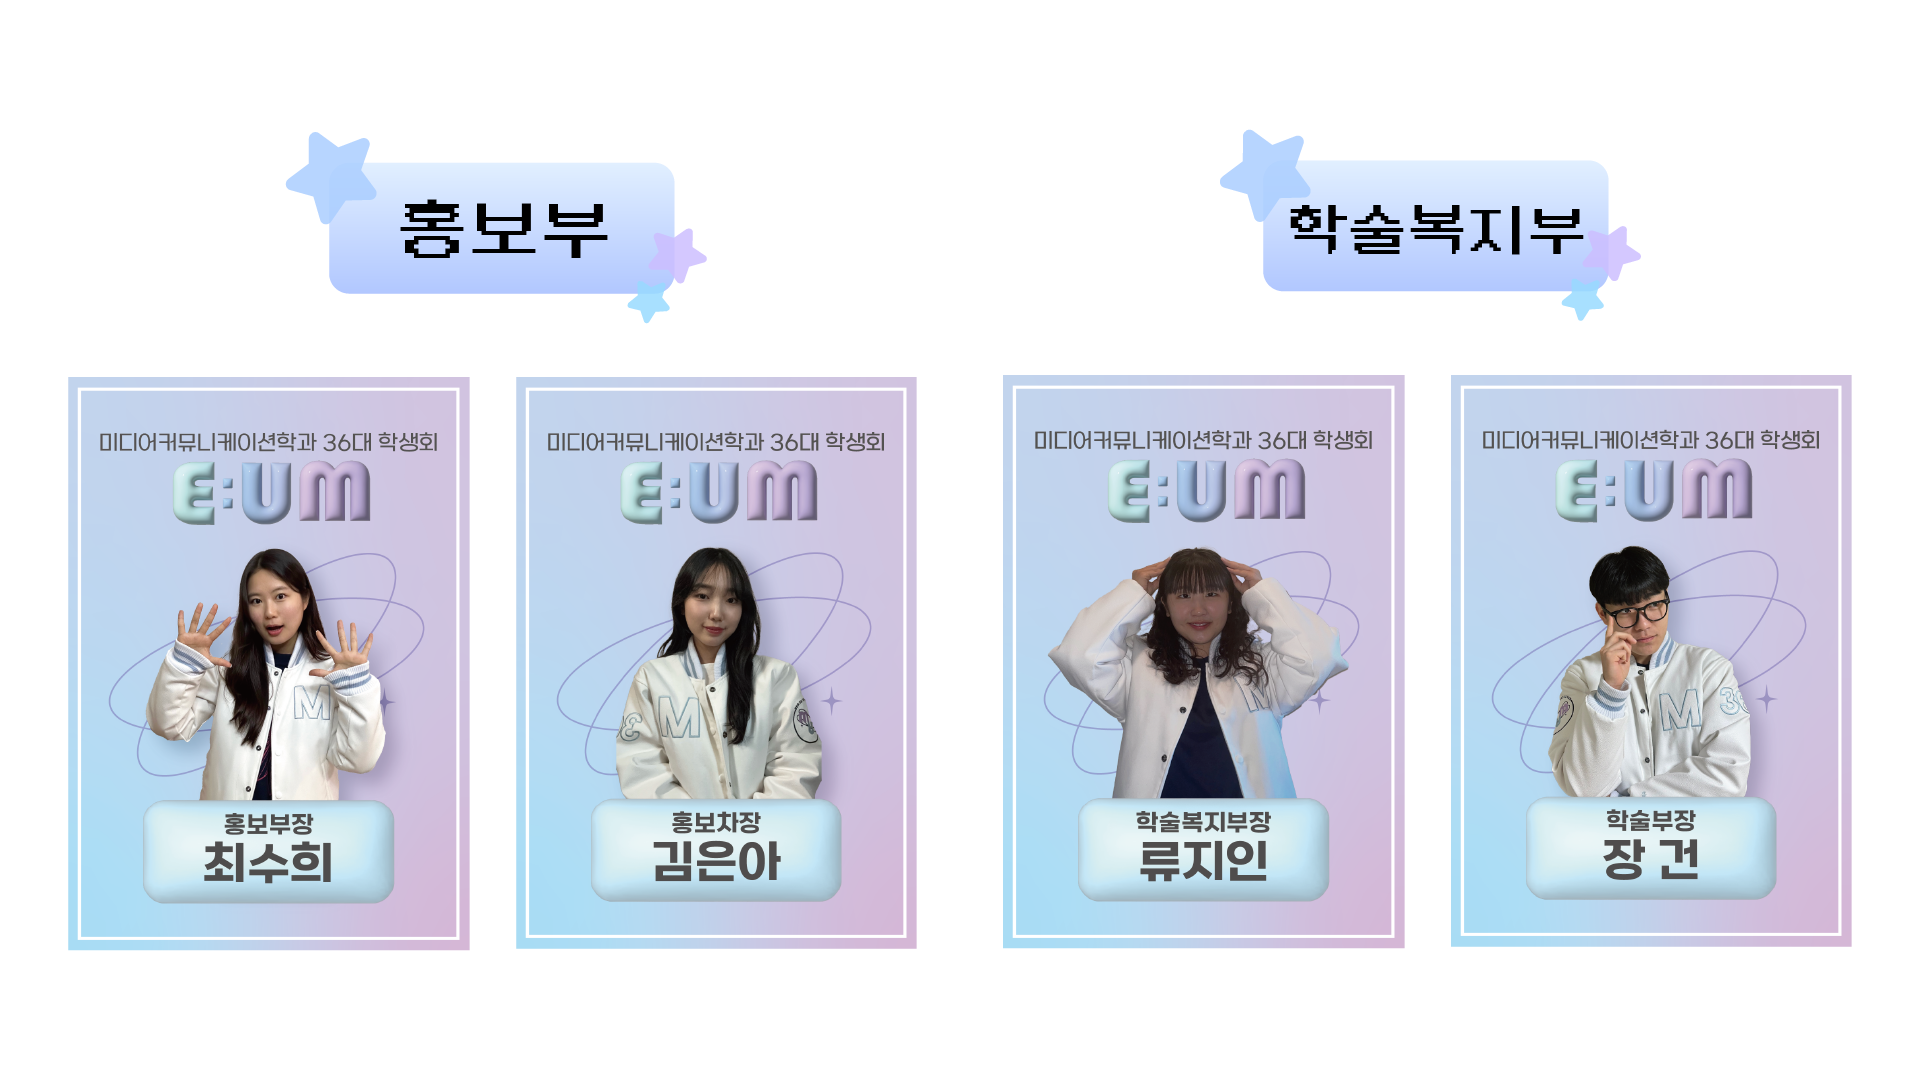 홍보부
학술복지부
미디어커뮤니케이션학과 36대 학생회
E:UM
M
홍보부장
최수희
미디어커뮤니케이션학과 36대 학생회
E:UM
36
M
홍보차장
김은아
미디어커뮤니케이션학과 36대 학생회
E:UM
M
학술복지부장
류지인
미디어커뮤니케이션학과 36대 학생회
E:UM
M
36
학술부장
장 건